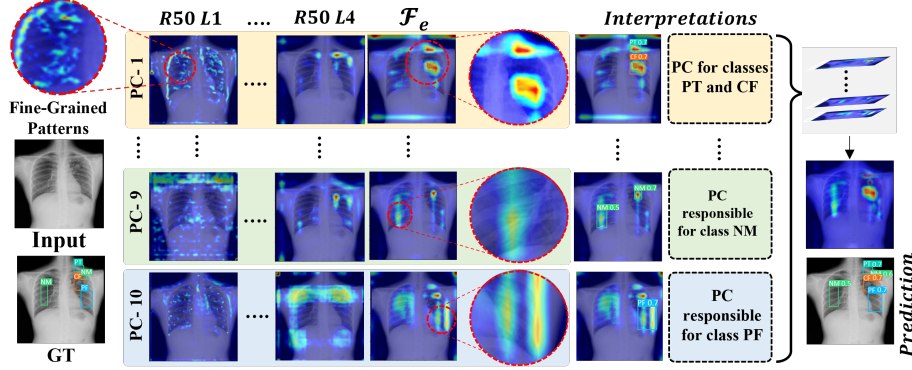 R50 L1
....
R50 L4
ℱe
Interpretations
Fine-Grained
Patterns
Input
GT
PT
NM
CF
NM
PF
PC- 1
....
PT 0.7
CF 0.7
PC for classes
PT and CF
PC- 9
....
NM 0.7
NM 0.5
PC
responsible
for class NM
PC- 10
....
PF 0.7
PC
responsible
for class PF
PT 0.7
NM 0.6
CF 0.7
NM 0.5
PF 0.7
Prediction